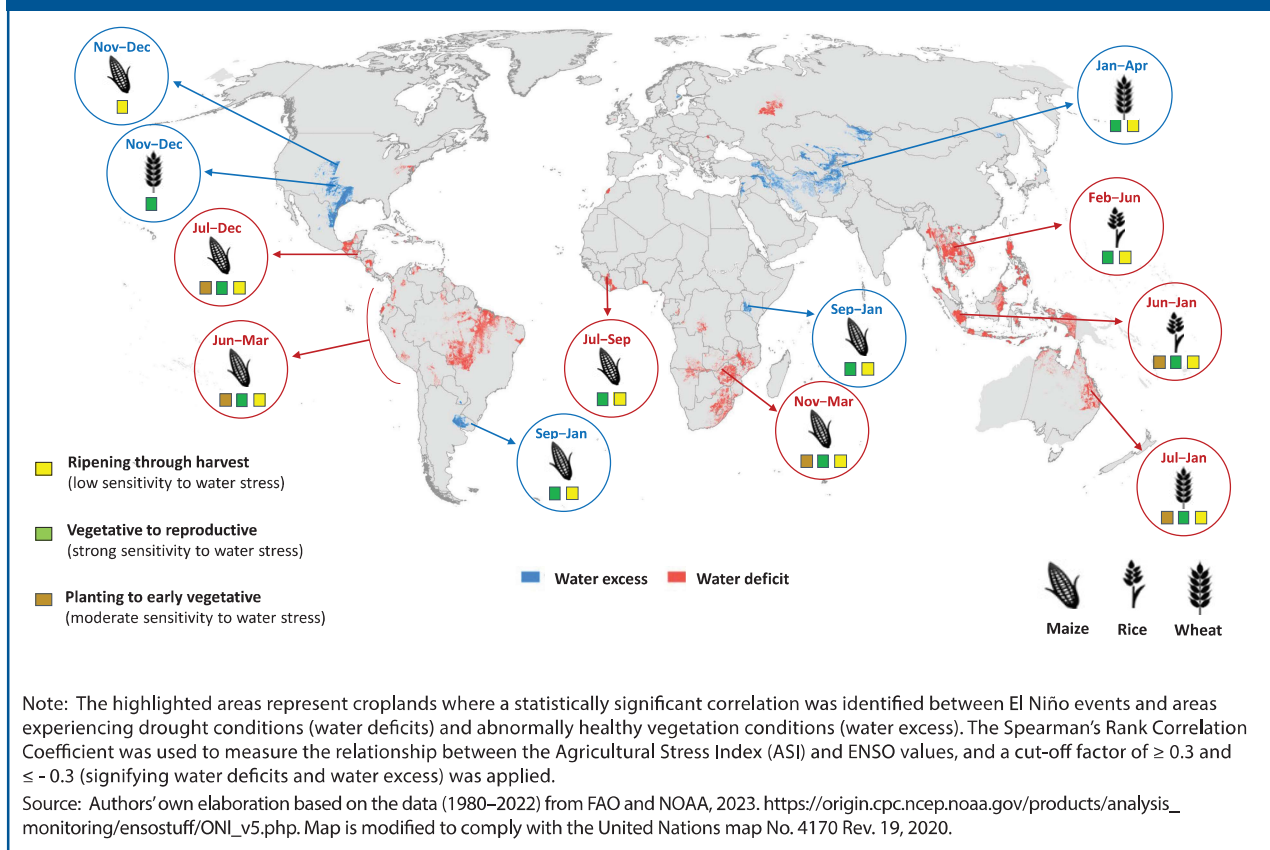 Nov–Dec
Jan–Apr
Nov–Dec
Feb–Jun
Jul–Dec
Jun–Jan
Sep–Jan
Jun–Mar
Jul–Sep
Nov–Mar
Sep–Jan
Jul–Jan
Ripening through harvest
(low sensitivity to water stress)
Vegetative to reproductive
(strong sensitivity to water stress)
Planting to early vegetative
(moderate sensitivity to water stress)
Water excess
Water deficit
Maize
Rice
Wheat
Note: The highlighted areas represent croplands where a statistically significant correlation was identified between El Niño events and areas
experiencing drought conditions (water deficits) and abnormally healthy vegetation conditions (water excess). The Spearman's Rank Correlation
Coefficient was used to measure the relationship between the Agricultural Stress Index (ASI) and ENSO values, and a cut-off factor of ≥ 0.3 and
≤ - 0.3 (signifying water deficits and water excess) was applied.
Source: Authors' own elaboration based on the data (1980–2022) from FAO and NOAA, 2023. https://origin.cpc.ncep.noaa.gov/products/analysis_
monitoring/ensostuff/ONI_v5.php. Map is modified to comply with the United Nations map No. 4170 Rev. 19, 2020.